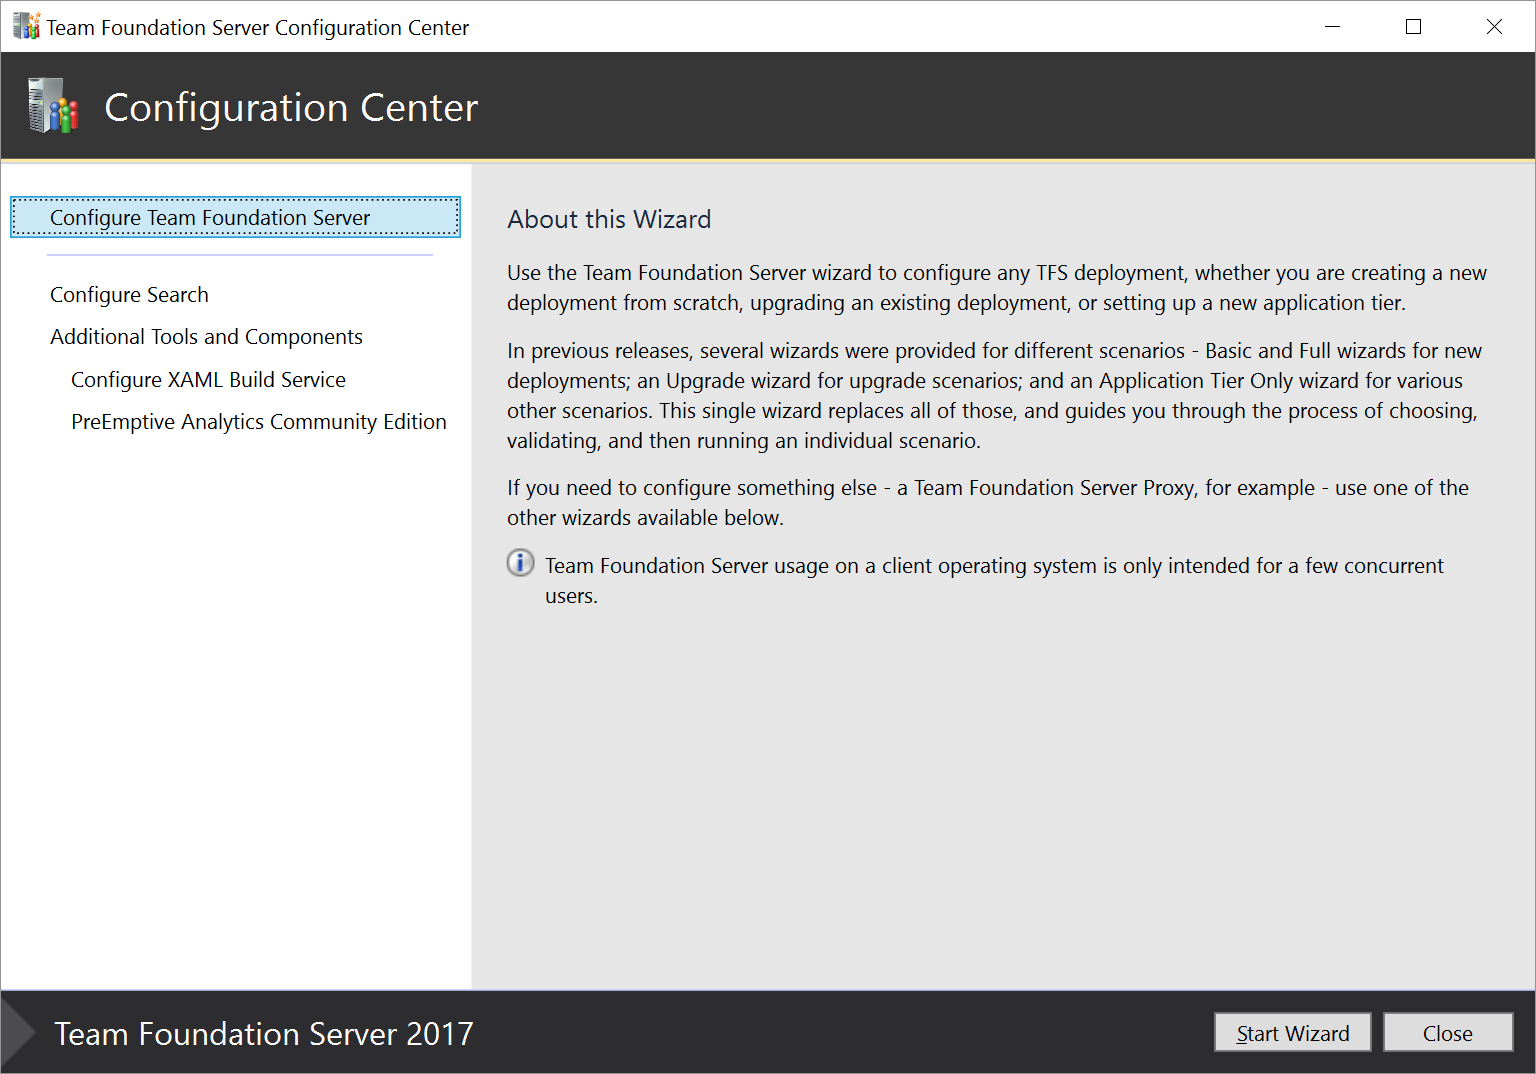 Team Foundation Server Configuration Center
Configuration Center
Configure Team Foundation Server
Configure Search
Additional Tools and Components
Configure XAML Build Service
PreEmptive Analytics Community Edition
About this Wizard
Use the Team Foundation Server wizard to configure any TFS deployment, whether you are creating a new
deployment from scratch, upgrading an existing deployment, or setting up a new application tier.
In previous releases, several wizards were provided for different scenarios - Basic and Full wizards for new
deployments; an Upgrade wizard for upgrade scenarios; and an Application Tier Only wizard for various
other scenarios. This single wizard replaces all of those, and guides you through the process of choosing,
validating, and then running an individual scenario.
If you need to configure something else - a Team Foundation Server Proxy, for example - use one of the
other wizards available below.
Team Foundation Server usage on a client operating system is only intended for a few concurrent
users.
Team Foundation Server 2017
Start Wizard
Close